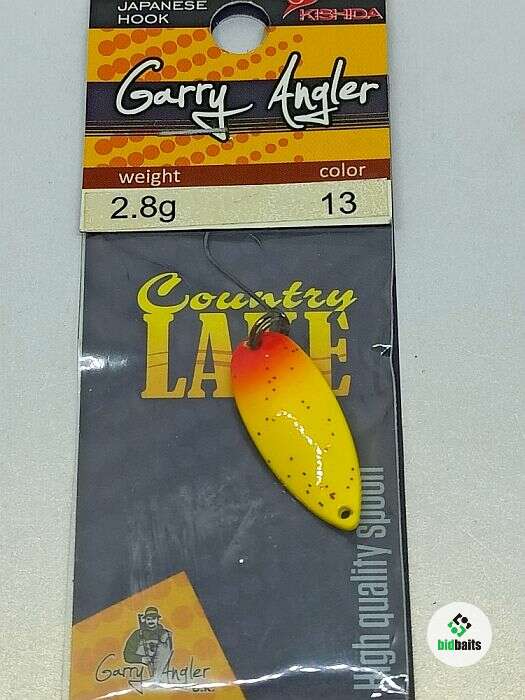 JAPANESE
HOOK
KISHIDA
Garry Angler
weight color
2.8g 13
Country
LAKE
High quality spoon
Garry Angler
U.K.
bidbaits